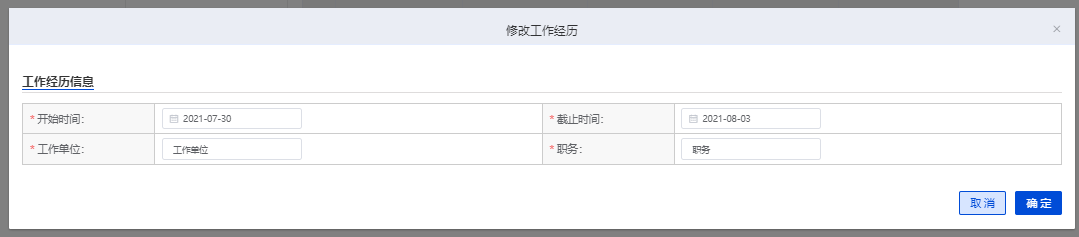 修改工作经历
工作经历信息
* 开始时间： 2021-07-30 * 截止时间： 2021-08-03
* 工作单位： 工作单位 * 职务： 职务
取消 确定